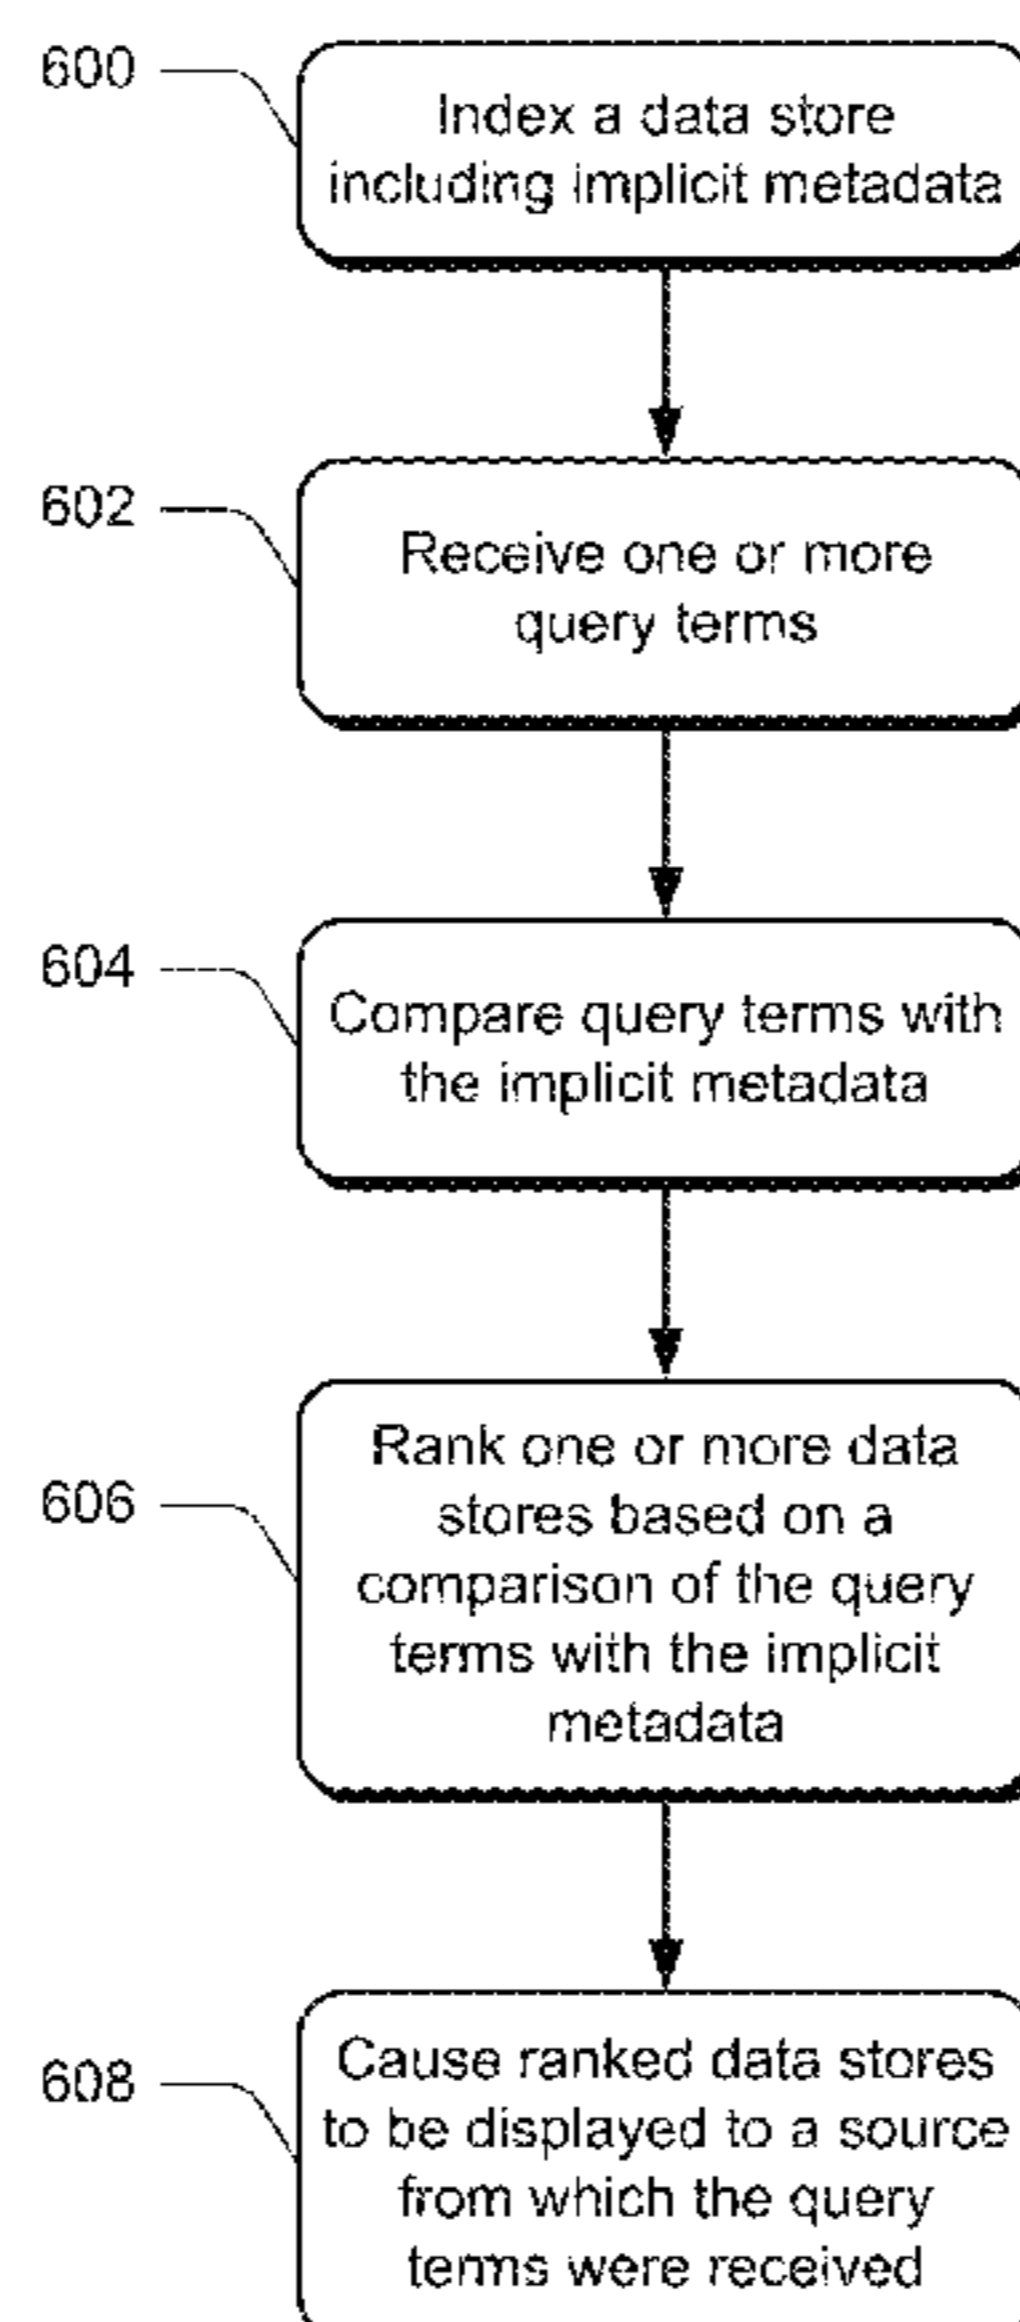 600
Index a data store
including implicit metadata
602
Receive one or more
query terms
604
Compare query terms with
the implicit metadata
606
Rank one or more data
stores based on a
comparison of the query
terms with the implicit
metadata
608
Cause ranked data stores
to be displayed to a source
from which the query
terms were received